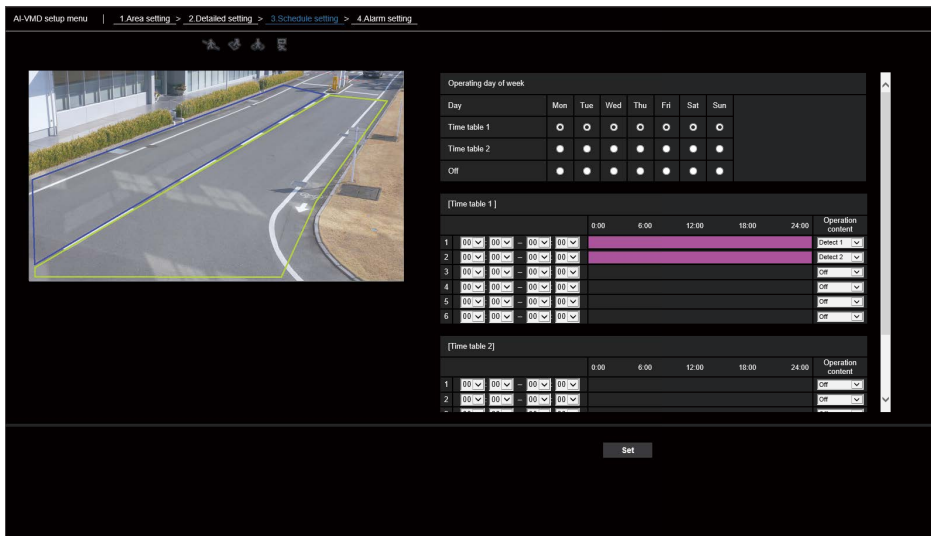 AI-VMD setup menu | 1.Area setting > 2.Detailed setting > 3.Schedule setting > 4.Alarm setting
Operating day of week
Day Mon Tue Wed Thu Fri Sat Sun
Time table 1
Time table 2
Off
[Time table 1 ]
0:00 6:00 12:00 18:00 24:00 Operation content
1 00 : 00 – 00 : 00 Detect 1
2 00 : 00 – 00 : 00 Detect 2
3 00 : 00 – 00 : 00 Off
4 00 : 00 – 00 : 00 Off
5 00 : 00 – 00 : 00 Off
6 00 : 00 – 00 : 00 Off
[Time table 2]
0:00 6:00 12:00 18:00 24:00 Operation content
1 00 : 00 – 00 : 00 Off
2 00 : 00 – 00 : 00 Off
Set